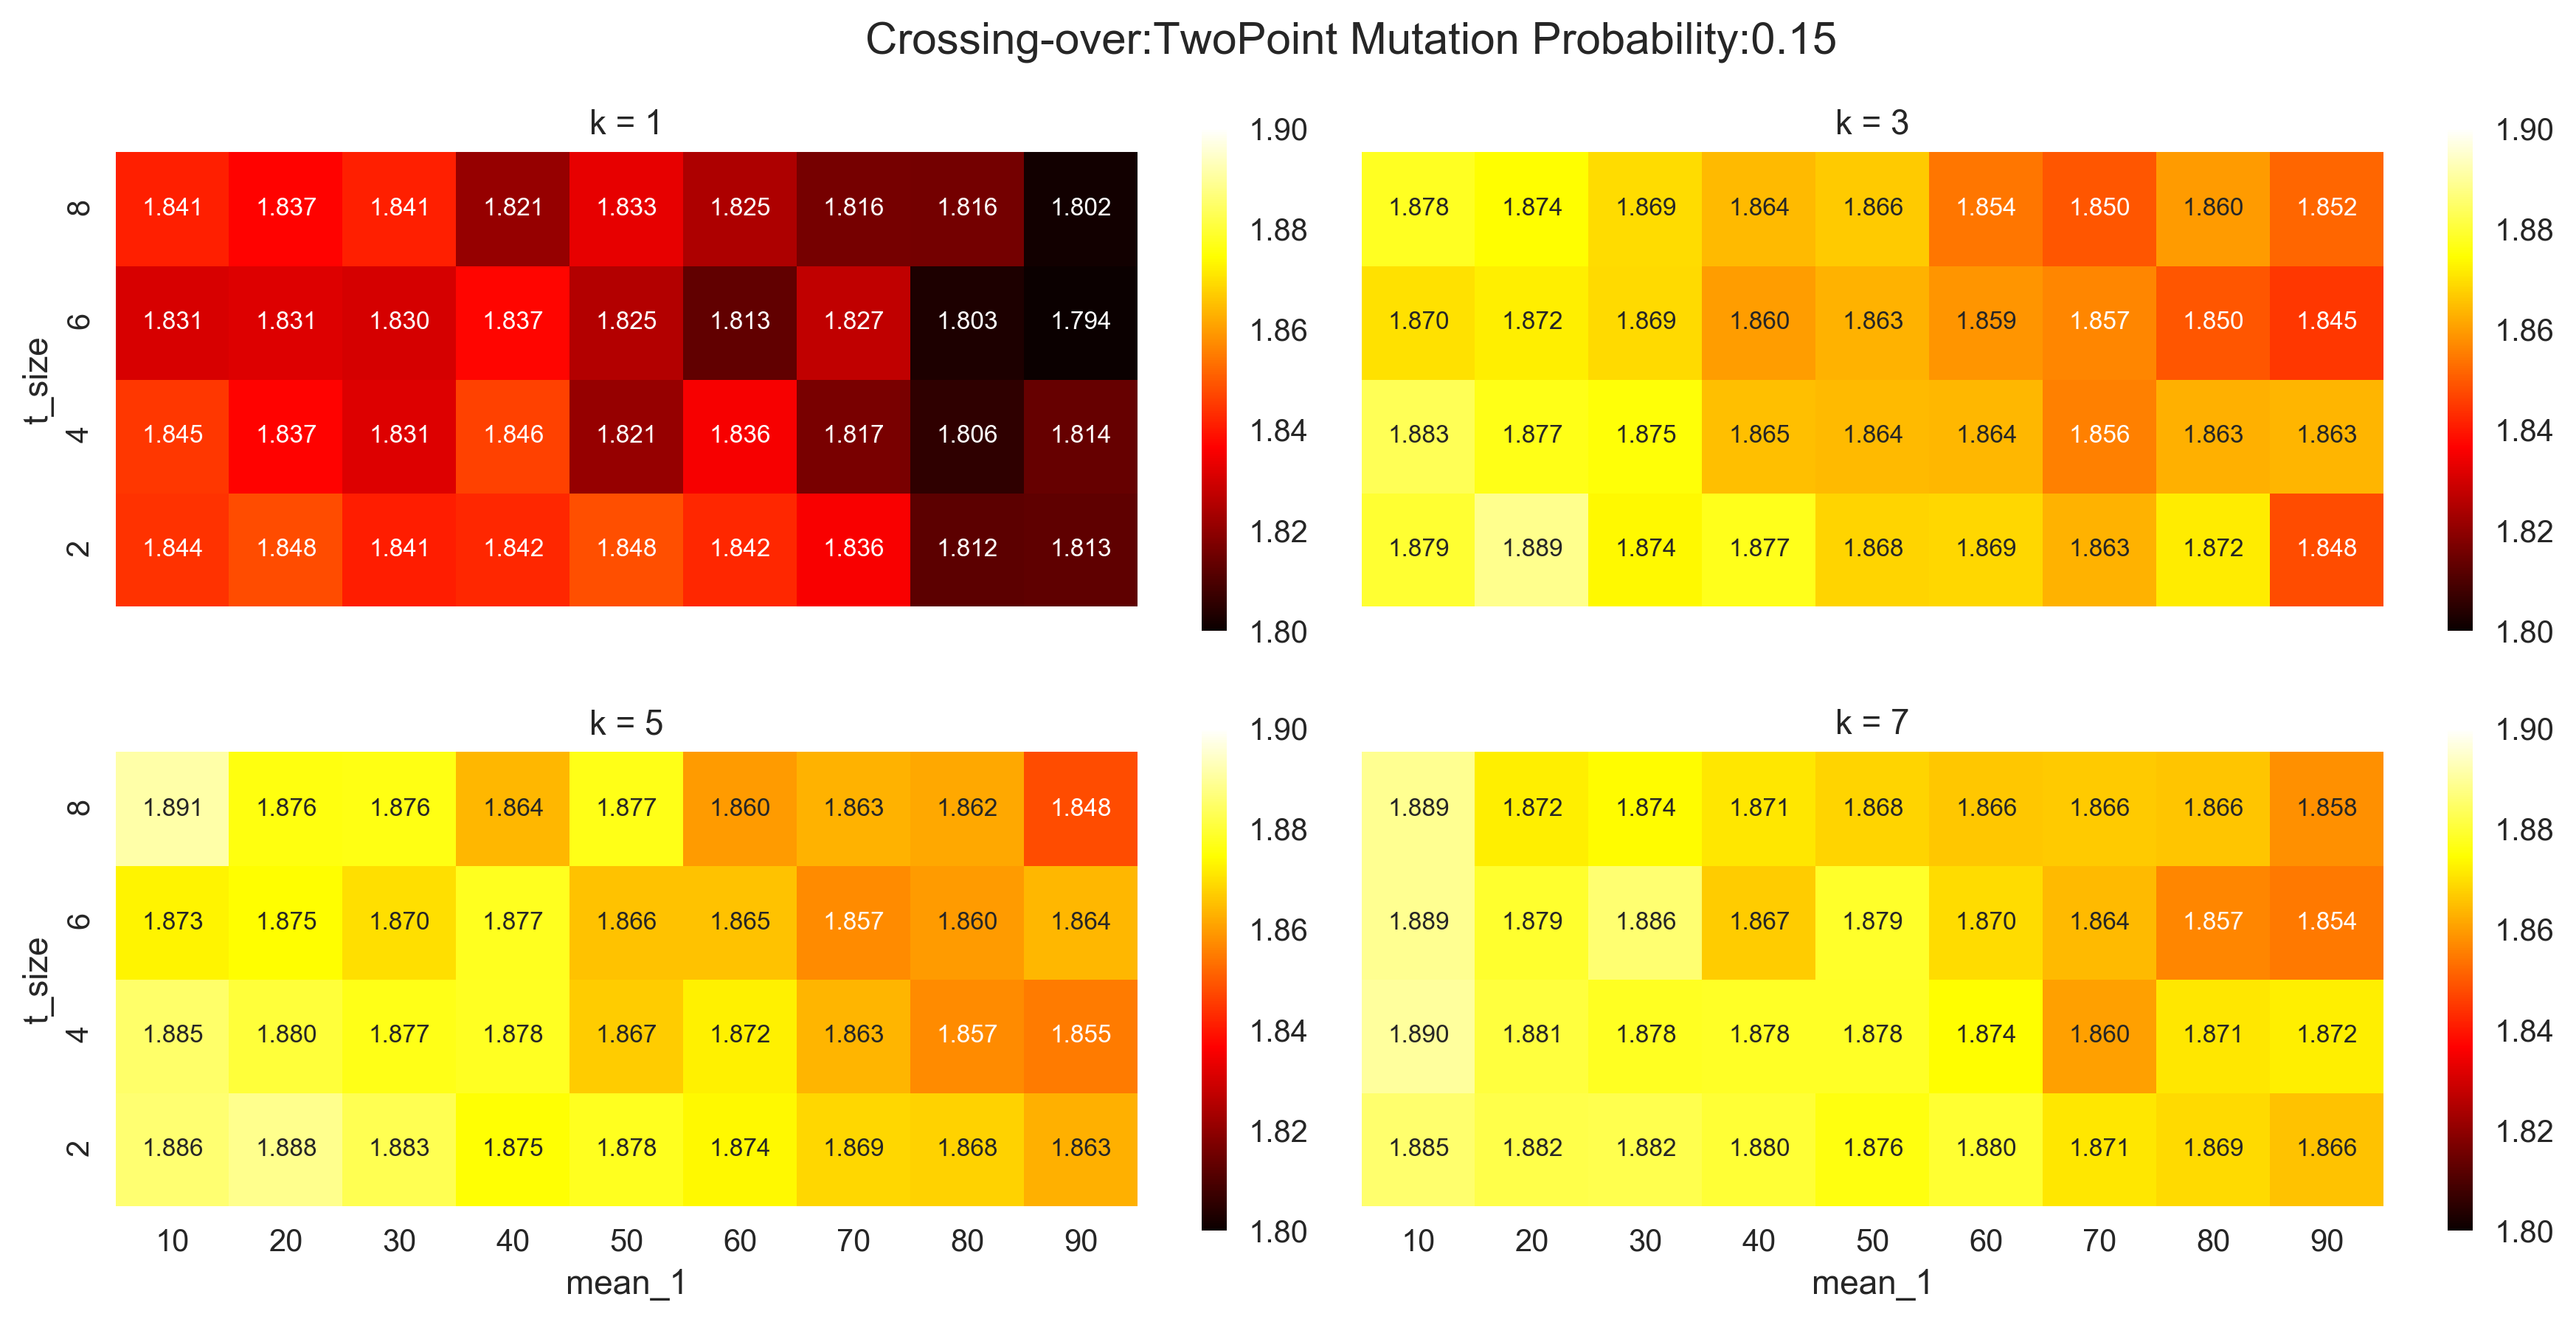 Crossing-over:TwoPoint Mutation Probability:0.15
k = 1
t_size
8 1.841 1.837 1.841 1.821 1.833 1.825 1.816 1.816 1.802
6 1.831 1.831 1.830 1.837 1.825 1.813 1.827 1.803 1.794
4 1.845 1.837 1.831 1.846 1.821 1.836 1.817 1.806 1.814
2 1.844 1.848 1.841 1.842 1.848 1.842 1.836 1.812 1.813
1.90
1.88
1.86
1.84
1.82
1.80
k = 3
1.878 1.874 1.869 1.864 1.866 1.854 1.850 1.860 1.852
1.870 1.872 1.869 1.860 1.863 1.859 1.857 1.850 1.845
1.883 1.877 1.875 1.865 1.864 1.864 1.856 1.863 1.863
1.879 1.889 1.874 1.877 1.868 1.869 1.863 1.872 1.848
1.90
1.88
1.86
1.84
1.82
1.80
k = 5
t_size
8 1.891 1.876 1.876 1.864 1.877 1.860 1.863 1.862 1.848
6 1.873 1.875 1.870 1.877 1.866 1.865 1.857 1.860 1.864
4 1.885 1.880 1.877 1.878 1.867 1.872 1.863 1.857 1.855
2 1.886 1.888 1.883 1.875 1.878 1.874 1.869 1.868 1.863
10 20 30 40 50 60 70 80 90
mean_1
1.90
1.88
1.86
1.84
1.82
1.80
k = 7
1.889 1.872 1.874 1.871 1.868 1.866 1.866 1.866 1.858
1.889 1.879 1.886 1.867 1.879 1.870 1.864 1.857 1.854
1.890 1.881 1.878 1.878 1.878 1.874 1.860 1.871 1.872
1.885 1.882 1.882 1.880 1.876 1.880 1.871 1.869 1.866
10 20 30 40 50 60 70 80 90
mean_1
1.90
1.88
1.86
1.84
1.82
1.80